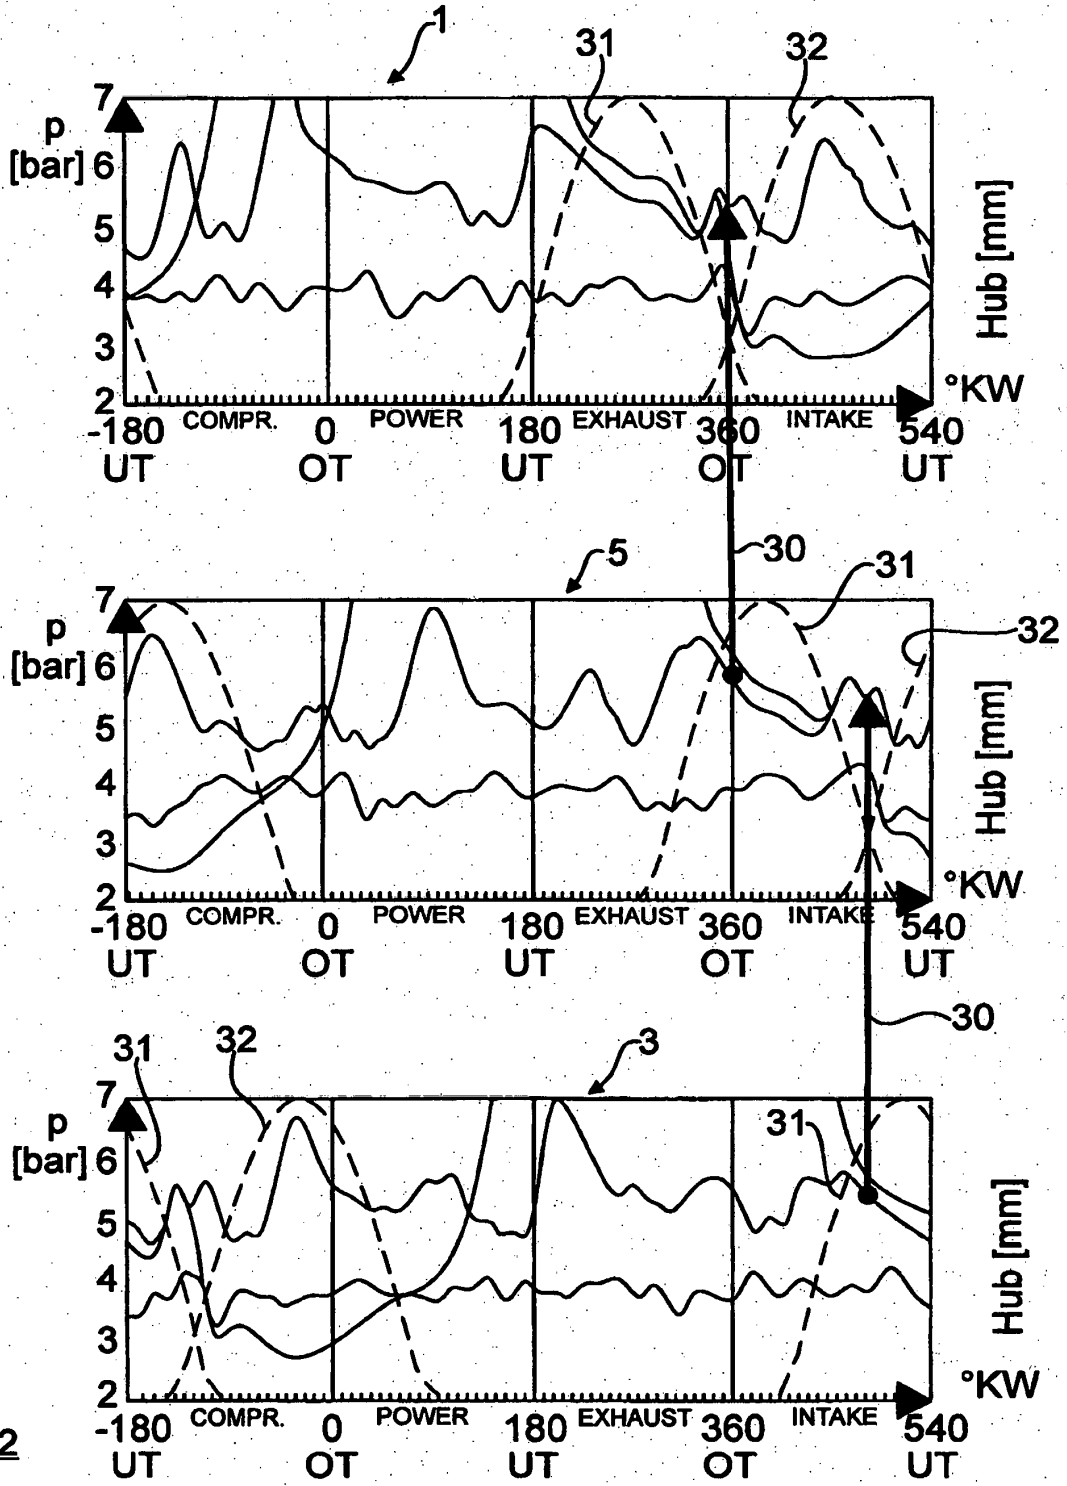 1
31
32
7
p
[bar]
6
5
4
3
2
Hub [mm]
°KW
COMPR. POWER EXHAUST INTAKE
-180 0 180 360 540
UT OT UT OT UT
30
5
31
32
7
p
[bar]
6
5
4
3
2
Hub [mm]
°KW
COMPR. POWER EXHAUST INTAKE
-180 0 180 360 540
UT OT UT OT UT
30
31
32
3
7
p
[bar]
6
5
4
3
2
31
Hub [mm]
°KW
COMPR. POWER EXHAUST INTAKE
-180 0 180 360 540
UT OT UT OT UT
2